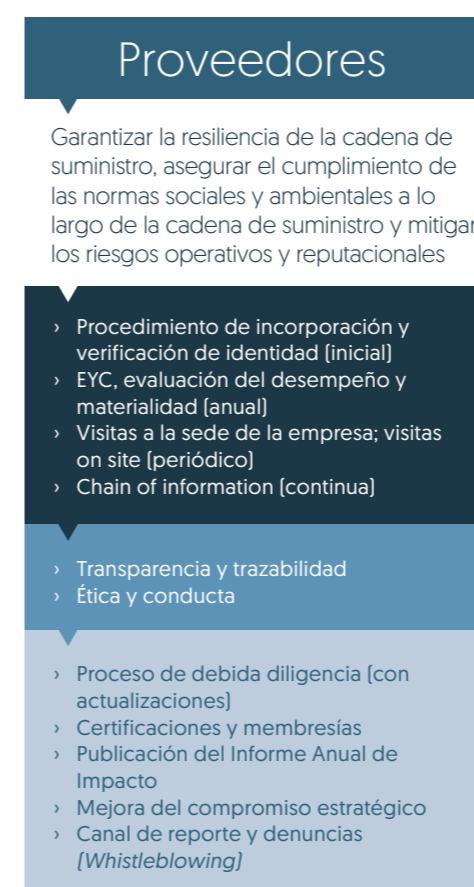 Proveedores
Garantizar la resiliencia de la cadena de
suministro, asegurar el cumplimiento de
las normas sociales y ambientales a lo
largo de la cadena de suministro y mitigar
los riesgos operativos y reputacionales
› Procedimiento de incorporación y
verificación de identidad (inicial)
› EYC, evaluación del desempeño y
materialidad (anual)
› Visitas a la sede de la empresa; visitas
on site (periódico)
› Chain of information (continua)
› Transparencia y trazabilidad
› Ética y conducta
› Proceso de debida diligencia (con
actualizaciones)
› Certificaciones y membresías
› Publicación del Informe Anual de
Impacto
› Mejora del compromiso estratégico
› Canal de reporte y denuncias
(Whistleblowing)